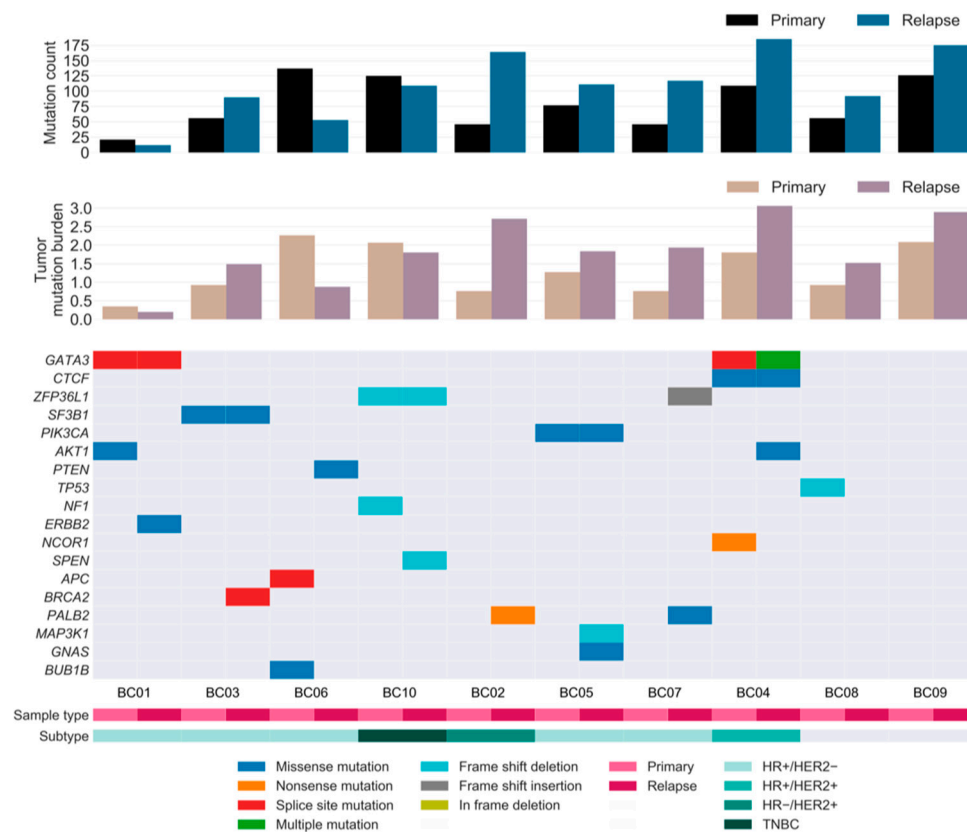 Primary Relapse
Mutation count
175
150
125
100
75
50
25
0
Primary Relapse
Tumor
mutation burden
3.0
2.5
2.0
1.5
1.0
0.5
0.0
GATA3
CTCF
ZFP36L1
SF3B1
PIK3CA
AKT1
PTEN
TP53
NF1
ERBB2
NCOR1
SPEN
APC
BRCA2
PALB2
MAP3K1
GNAS
BUB1B
BC01 BC03 BC06 BC10 BC02 BC05 BC07 BC04 BC08 BC09
Sample type
Subtype
Missense mutation Frame shift deletion Primary HR+/HER2−
Nonsense mutation Frame shift insertion Relapse HR+/HER2+
Splice site mutation In frame deletion HR−/HER2+
Multiple mutation TNBC